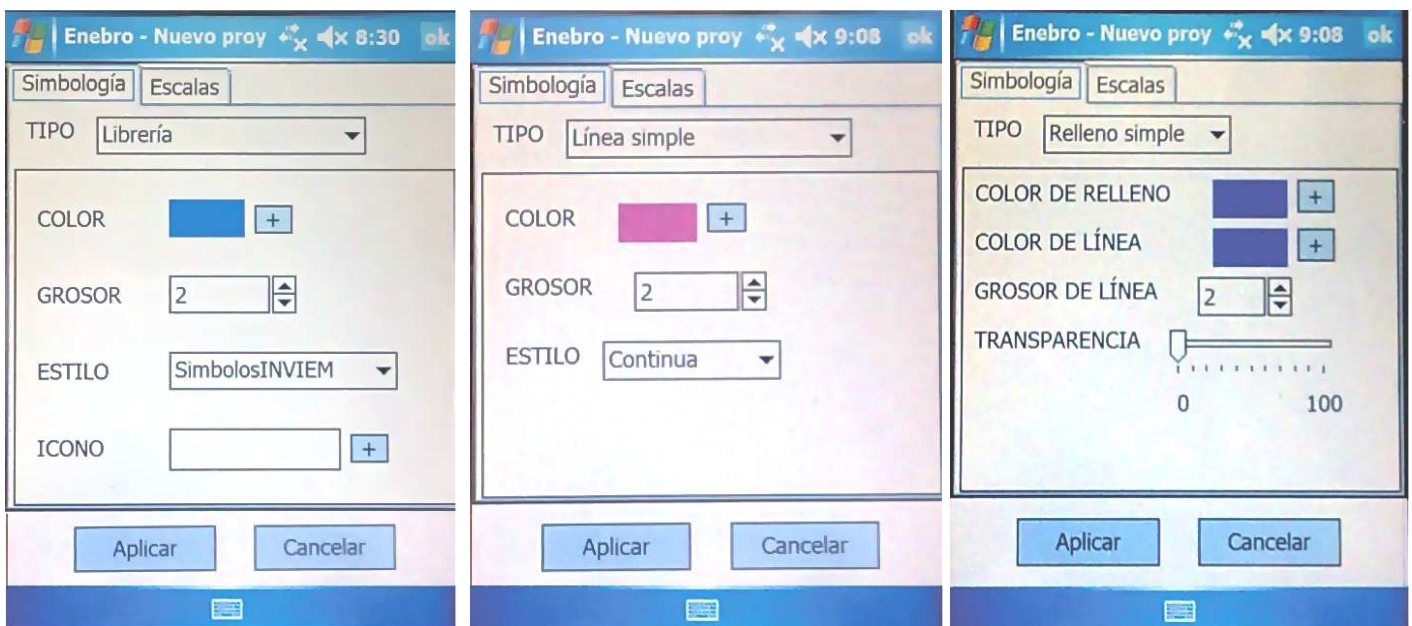 Enebro - Nuevo proy 8:30 ok
Simbología Escalas
TIPO Librería
COLOR +
GROSOR 2
ESTILO SimbolosINVIEM
ICONO +
Aplicar Cancelar
Enebro - Nuevo proy 9:08 ok
Simbología Escalas
TIPO Línea simple
COLOR +
GROSOR 2
ESTILO Continua
Aplicar Cancelar
Enebro - Nuevo proy 9:08 ok
Simbología Escalas
TIPO Relleno simple
COLOR DE RELLENO +
COLOR DE LÍNEA +
GROSOR DE LÍNEA 2
TRANSPARENCIA
0 100
Aplicar Cancelar